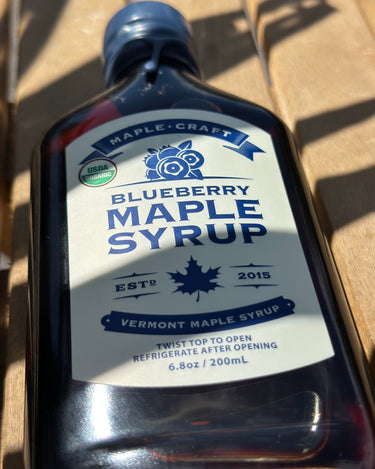 MAPLE · CRAFT
USDA
ORGANIC
BLUEBERRY
MAPLE
SYRUP
ESTD 2015
VERMONT MAPLE SYRUP
TWIST TOP TO OPEN
REFRIGERATE AFTER OPENING
6.8oz / 200mL